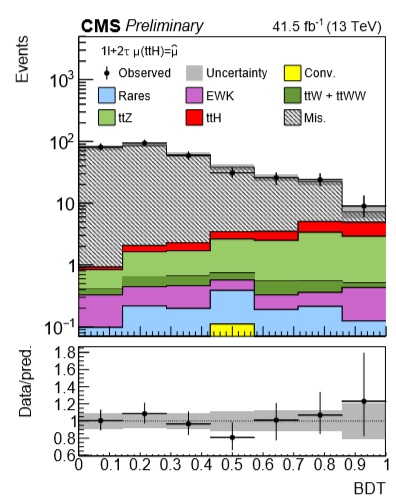 CMS Preliminary 41.5 fb⁻¹ (13 TeV)
1l+2τ μ(ttH)=μ̂
Observed Uncertainty Conv.
Rares EWK ttW + ttWW
ttZ ttH Mis.
Events
10³
10²
10
1
10⁻¹
Data/pred.
1.8
1.6
1.4
1.2
1.0
0.8
0.6
0 0.1 0.2 0.3 0.4 0.5 0.6 0.7 0.8 0.9 1
BDT